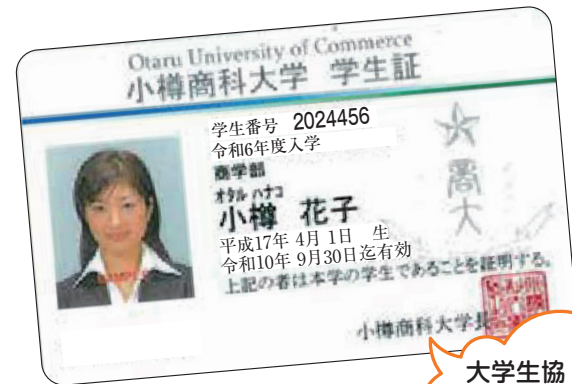 Otaru University of Commerce
小樽商科大学 学生証
学生番号 2024456
令和6年度入学
商学部
オタル ハナコ
小樽 花子
平成17年 4月 1日 生
令和10年 9月30日迄有効
上記の者は本学の学生であることを証明する。
商大
小樽商科大学長
大学生協